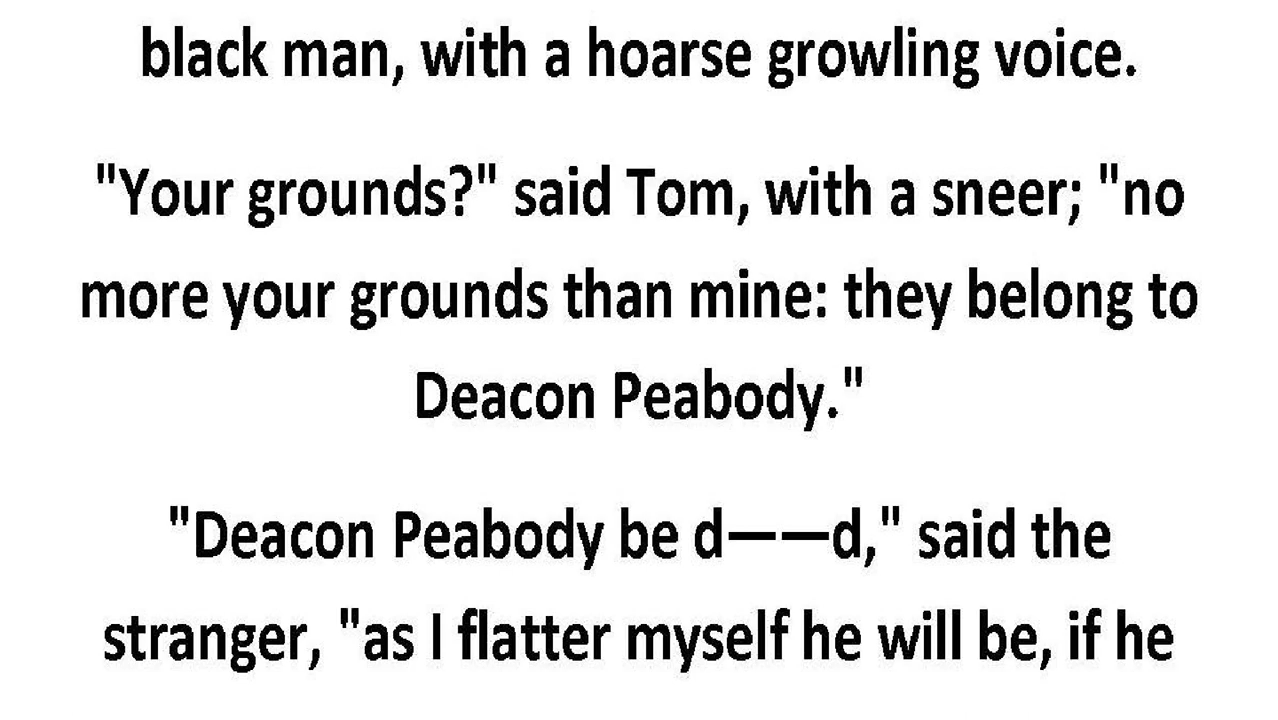 black man, with a hoarse growling voice.
"Your grounds?" said Tom, with a sneer; "no
more your grounds than mine: they belong to
Deacon Peabody."
"Deacon Peabody be d——d," said the
stranger, "as I flatter myself he will be, if he